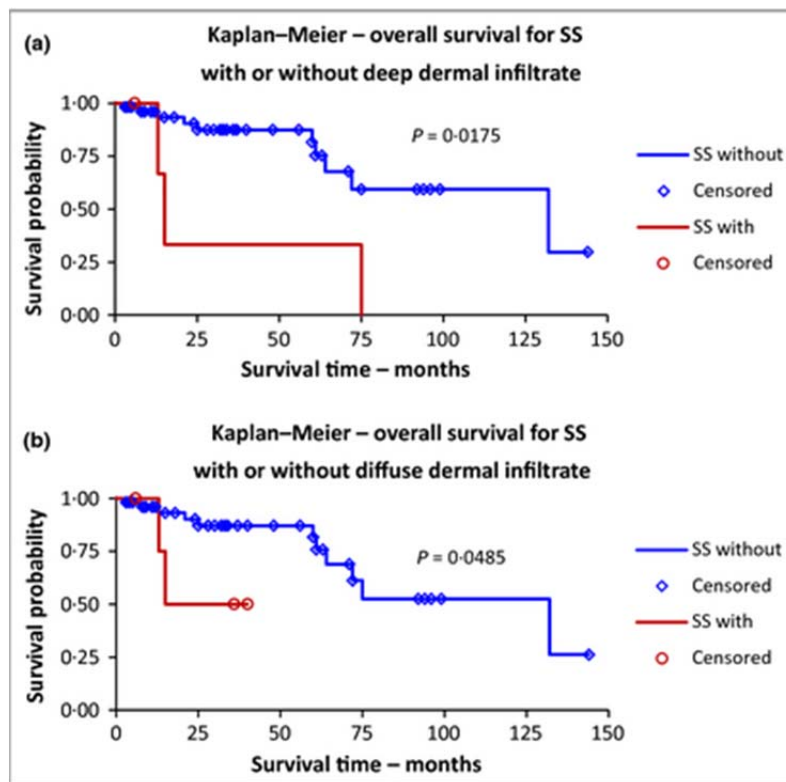 (a)
Kaplan–Meier – overall survival for SS
with or without deep dermal infiltrate
1·00
0·75
0·50
0·25
0·00
Survival probability
P = 0·0175
SS without
Censored
SS with
Censored
0 25 50 75 100 125 150
Survival time – months
(b)
Kaplan–Meier – overall survival for SS
with or without diffuse dermal infiltrate
1·00
0·75
0·50
0·25
0·00
Survival probability
P = 0·0485
SS without
Censored
SS with
Censored
0 25 50 75 100 125 150
Survival time – months